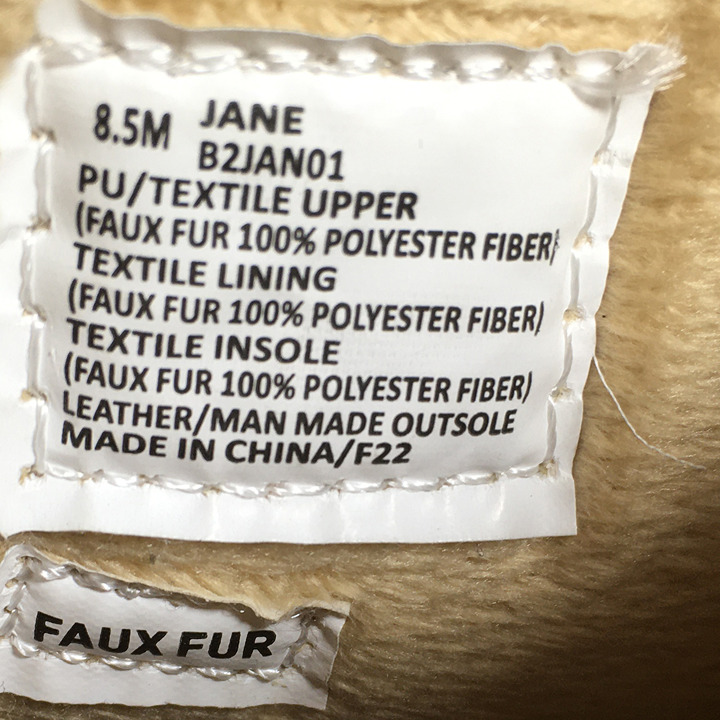 8.5M JANE
B2JAN01
PU/TEXTILE UPPER
(FAUX FUR 100% POLYESTER FIBER)
TEXTILE LINING
(FAUX FUR 100% POLYESTER FIBER)
TEXTILE INSOLE
(FAUX FUR 100% POLYESTER FIBER)
LEATHER/MAN MADE OUTSOLE
MADE IN CHINA/F22
FAUX FUR